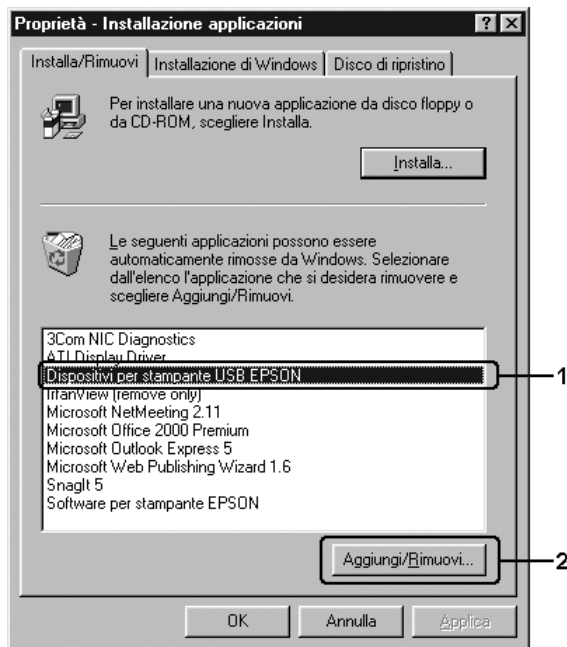 Proprietà - Installazione applicazioni
Installa/Rimuovi Installazione di Windows Disco di ripristino
Per installare una nuova applicazione da disco floppy o
da CD-ROM, scegliere Installa.
Installa...
Le seguenti applicazioni possono essere
automaticamente rimosse da Windows. Selezionare
dall'elenco l'applicazione che si desidera rimuovere e
scegliere Aggiungi/Rimuovi.
3Com NIC Diagnostics
ATI Display Driver
Dispositivi per stampante USB EPSON
1
IrfanView (remove only)
Microsoft NetMeeting 2.11
Microsoft Office 2000 Premium
Microsoft Outlook Express 5
Microsoft Web Publishing Wizard 1.6
SnagIt 5
Software per stampante EPSON
Aggiungi/Rimuovi...
2
OK Annulla Applica